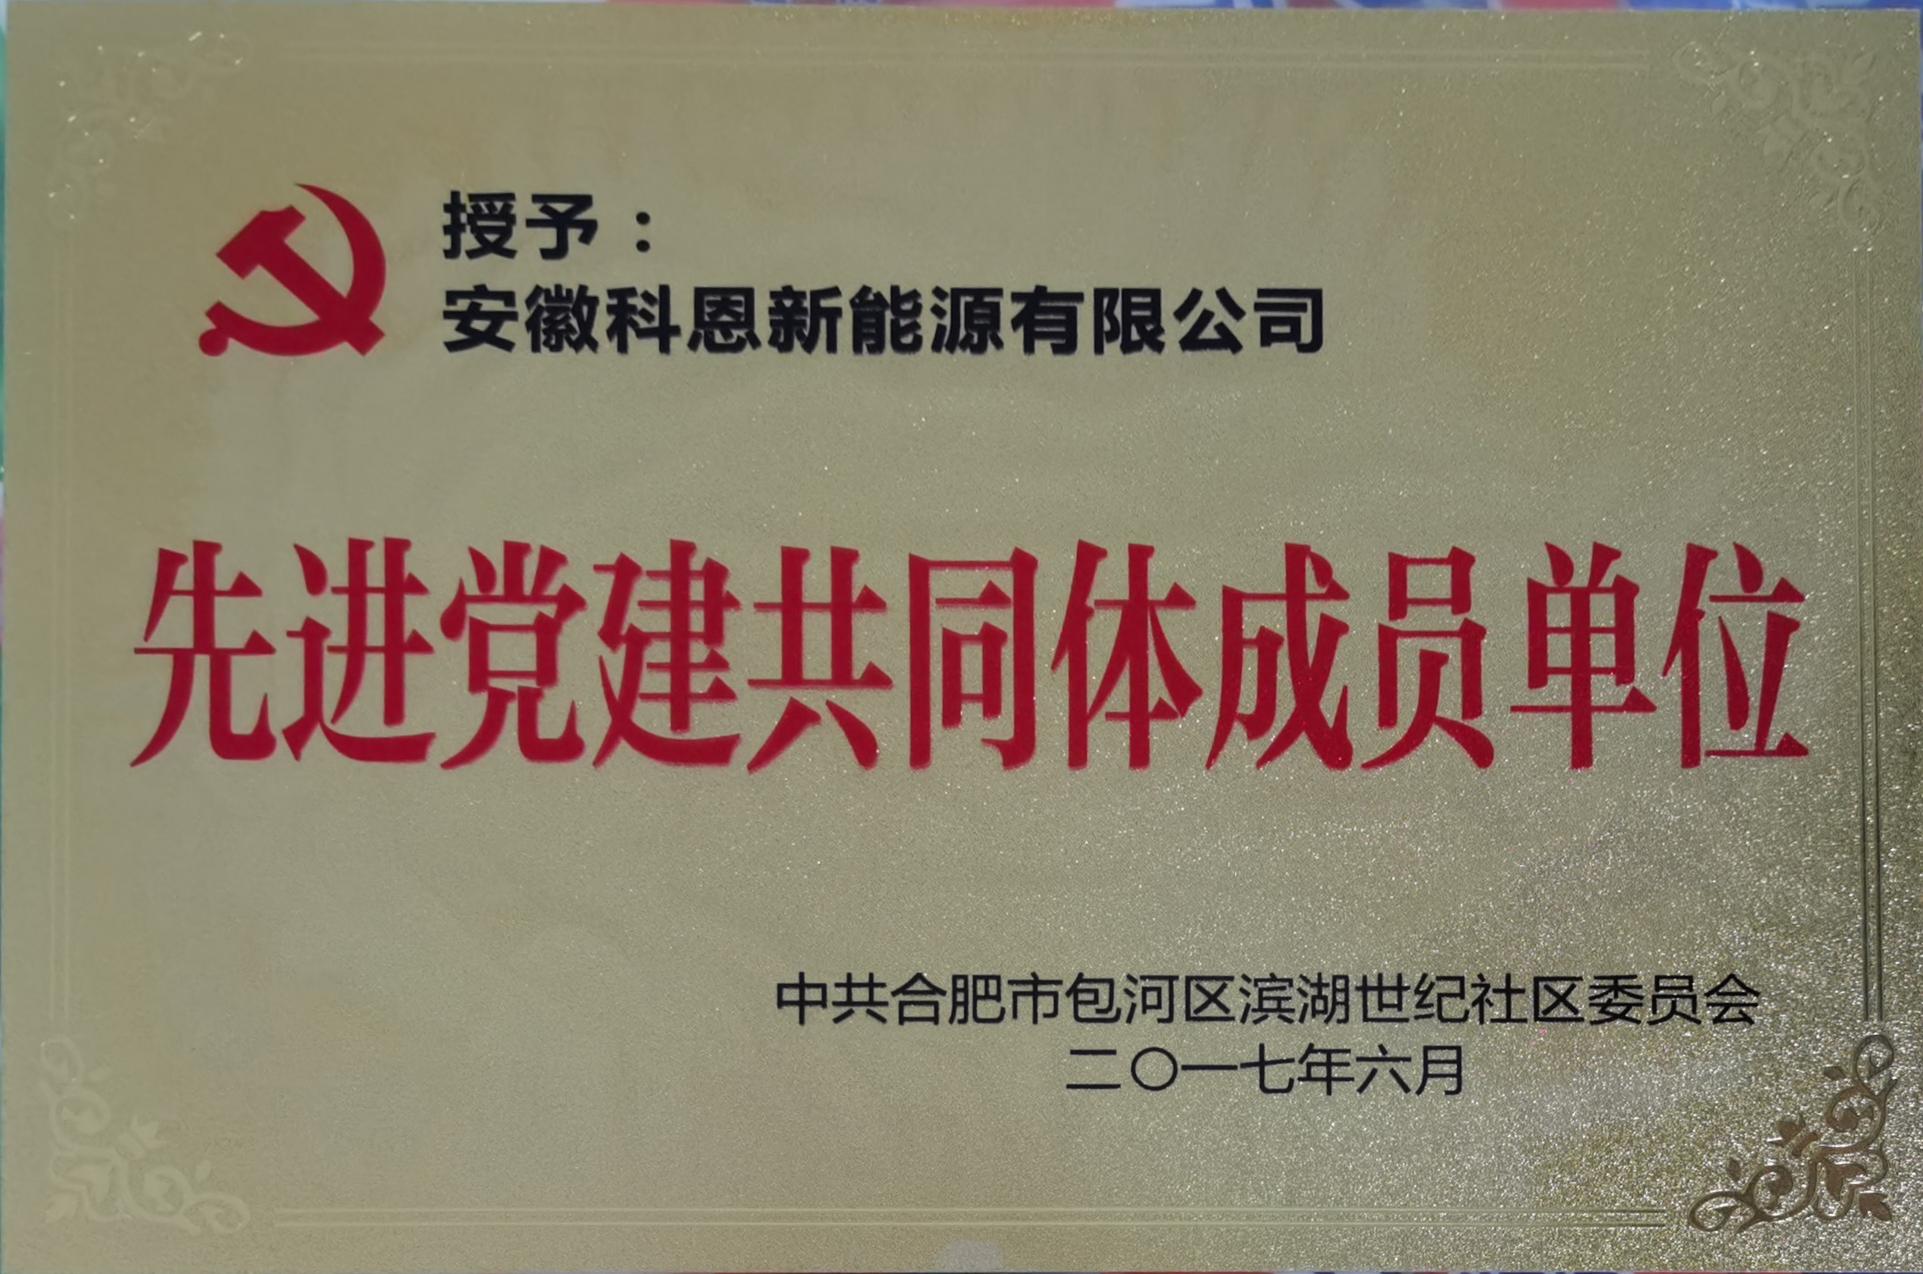 授予：
安徽科恩新能源有限公司
先进党建共同体成员单位
中共合肥市包河区滨湖世纪社区委员会
二〇一七年六月